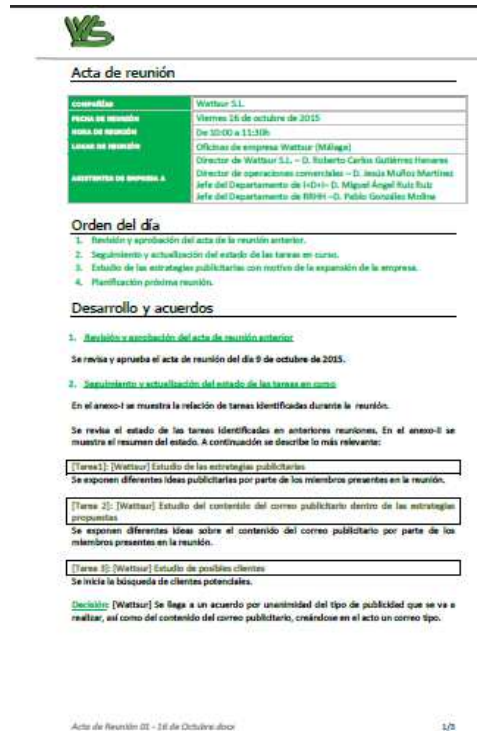 Acta de reunión
COMPAÑÍAS Wattsur S.L.
FECHA DE REUNIÓN Viernes 16 de octubre de 2015
HORA DE REUNIÓN De 10:00 a 11:30h
LUGAR DE REUNIÓN Oficinas de empresa Wattsur (Málaga)
ASISTENTES DE EMPRESA A Director de Wattsur S.L. – D. Roberto Carlos Gutiérrez Henares
Director de operaciones comerciales – D. Jesús Muñoz Martínez
Jefe del Departamento de I+D+I– D. Miguel Ángel Ruiz Ruiz
Jefe del Departamento de RRHH –D. Pablo González Molina
Orden del día
1. Revisión y aprobación del acta de la reunión anterior.
2. Seguimiento y actualización del estado de las tareas en curso.
3. Estudio de las estrategias publicitarias con motivo de la expansión de la empresa.
4. Planificación próxima reunión.
Desarrollo y acuerdos
1. Revisión y aprobación del acta de reunión anterior
Se revisa y aprueba el acta de reunión del día 9 de octubre de 2015.
2. Seguimiento y actualización del estado de las tareas en curso
En el anexo-I se muestra la relación de tareas identificadas durante la reunión.
Se revisa el estado de las tareas identificadas en anteriores reuniones. En el anexo-II se
muestra el resumen del estado. A continuación se describe lo más relevante:
[Tarea1]: [Wattsur] Estudio de las estrategias publicitarias
Se exponen diferentes ideas publicitarias por parte de los miembros presentes en la reunión.
[Tarea 2]: [Wattsur] Estudio del contenido del correo publicitario dentro de las estrategias
propuestas
Se exponen diferentes ideas sobre el contenido del correo publicitario por parte de los
miembros presentes en la reunión.
[Tarea 3]: [Wattsur] Estudio de posibles clientes
Se inicia la búsqueda de clientes potenciales.
Decisión: [Wattsur] Se llega a un acuerdo por unanimidad del tipo de publicidad que se va a
realizar, así como del contenido del correo publicitario, creándose en el acto un correo tipo.
Acta de Reunión 01 – 16 de Octubre.docx